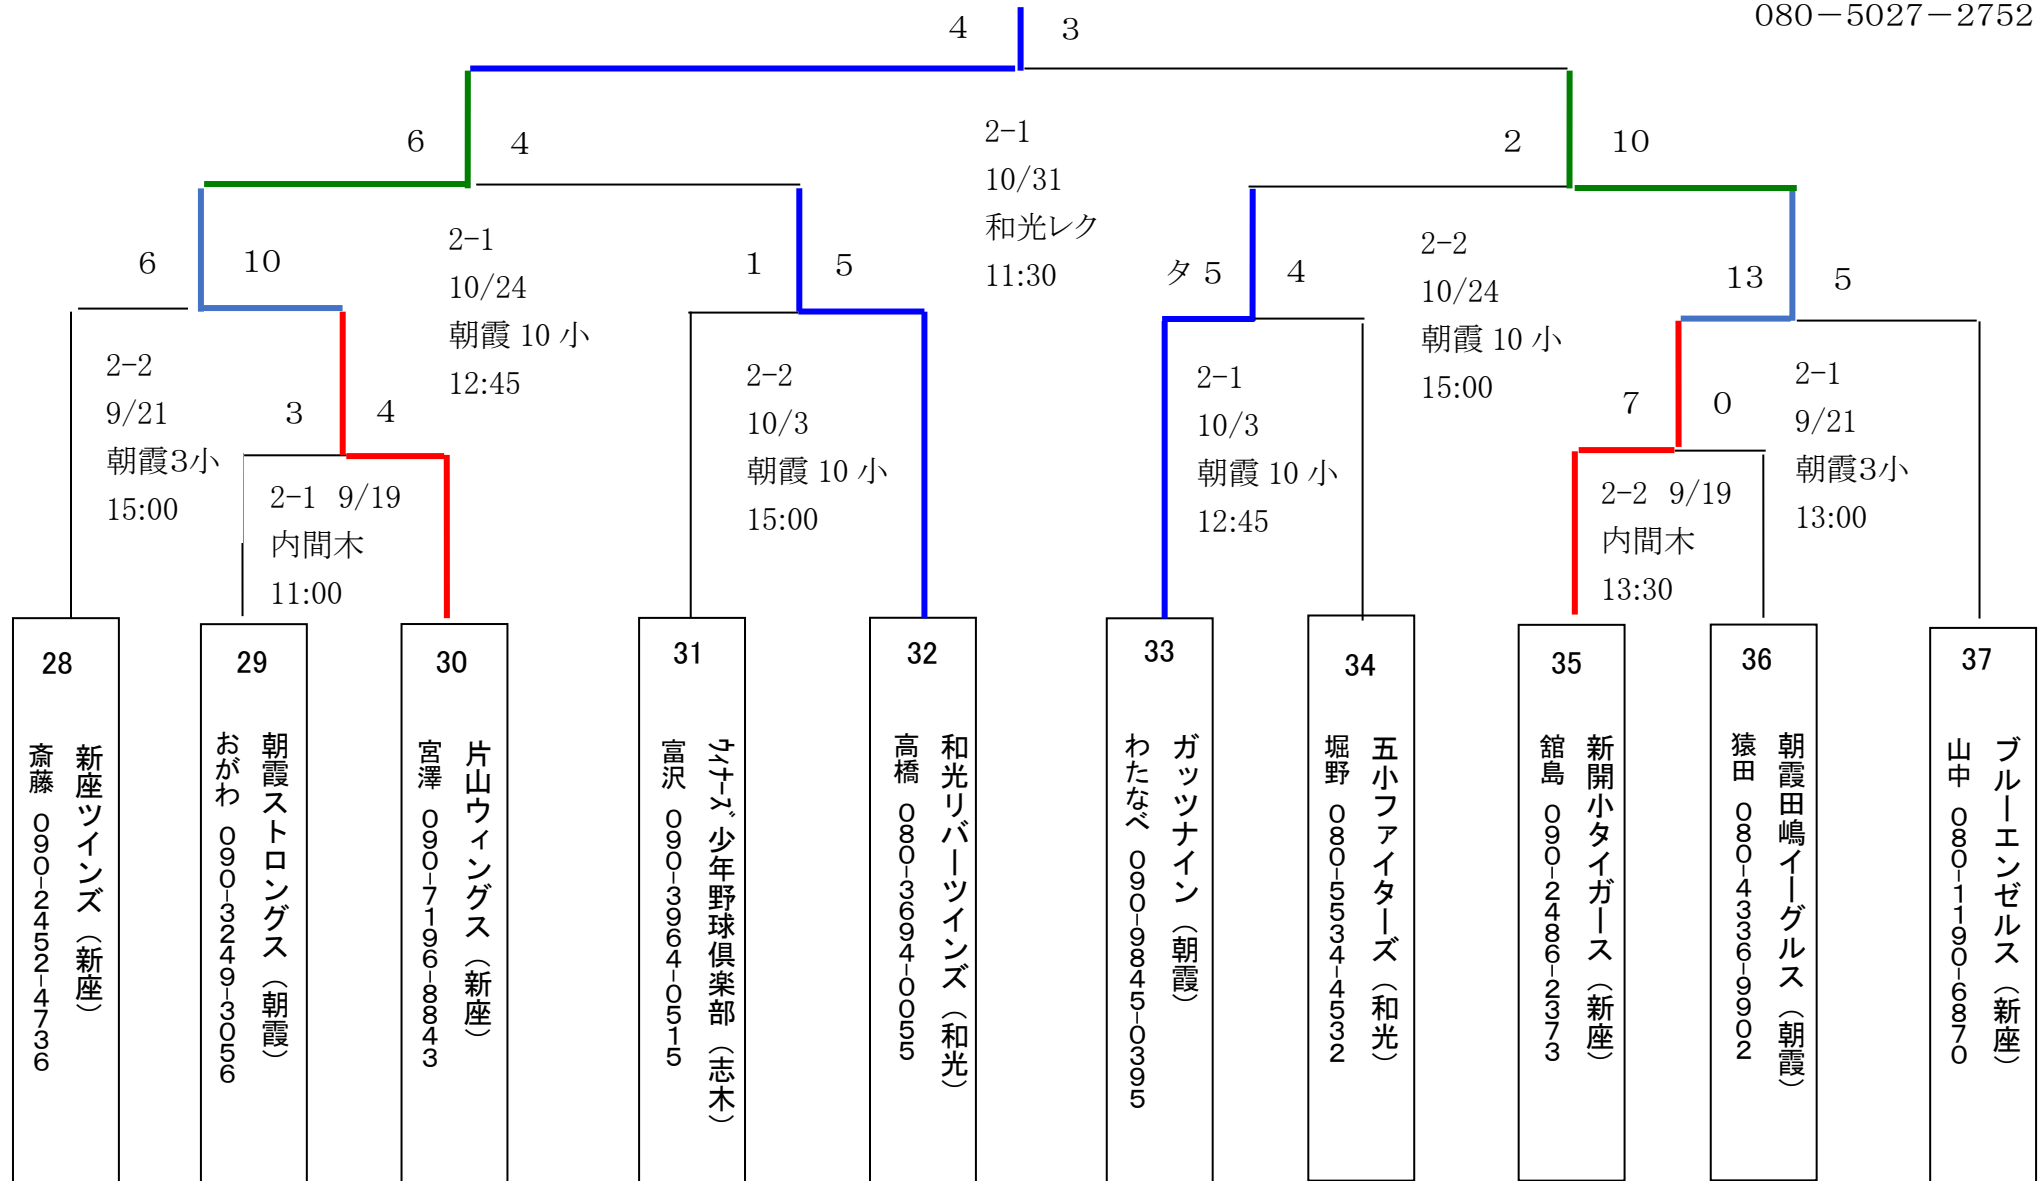 080－5027－2752
4
3
6
4
2-1
10/31
和光レク
11:30
2
10
6
10
2-1
10/24
朝霞 10 小
12:45
1
5
タ 5
4
2-2
10/24
朝霞 10 小
15:00
13
5
2-2
9/21
朝霞3小
15:00
3
4
2-1 9/19
内間木
11:00
2-2
10/3
朝霞 10 小
15:00
2-1
10/3
朝霞 10 小
12:45
7
0
2-2 9/19
内間木
13:30
2-1
9/21
朝霞3小
13:00
28
新座ツインズ（新座）
斎藤 090-2452-4736
29
朝霞ストロングス（朝霞）
おがわ 090-3249-3056
30
片山ウィングス（新座）
宮澤 090-7196-8843
31
ｳｨﾅｰｽﾞ少年野球倶楽部（志木）
富沢 090-3964-0515
32
和光リバーツインズ（和光）
高橋 080-3694-0055
33
ガッツナイン（朝霞）
わたなべ 090-9845-0395
34
五小ファイターズ（和光）
堀野 080-5534-4532
35
新開小タイガース（新座）
舘島 090-2486-2373
36
朝霞田嶋イーグルス（朝霞）
猿田 080-4336-9902
37
ブルーエンゼルス（新座）
山中 080-1190-6870